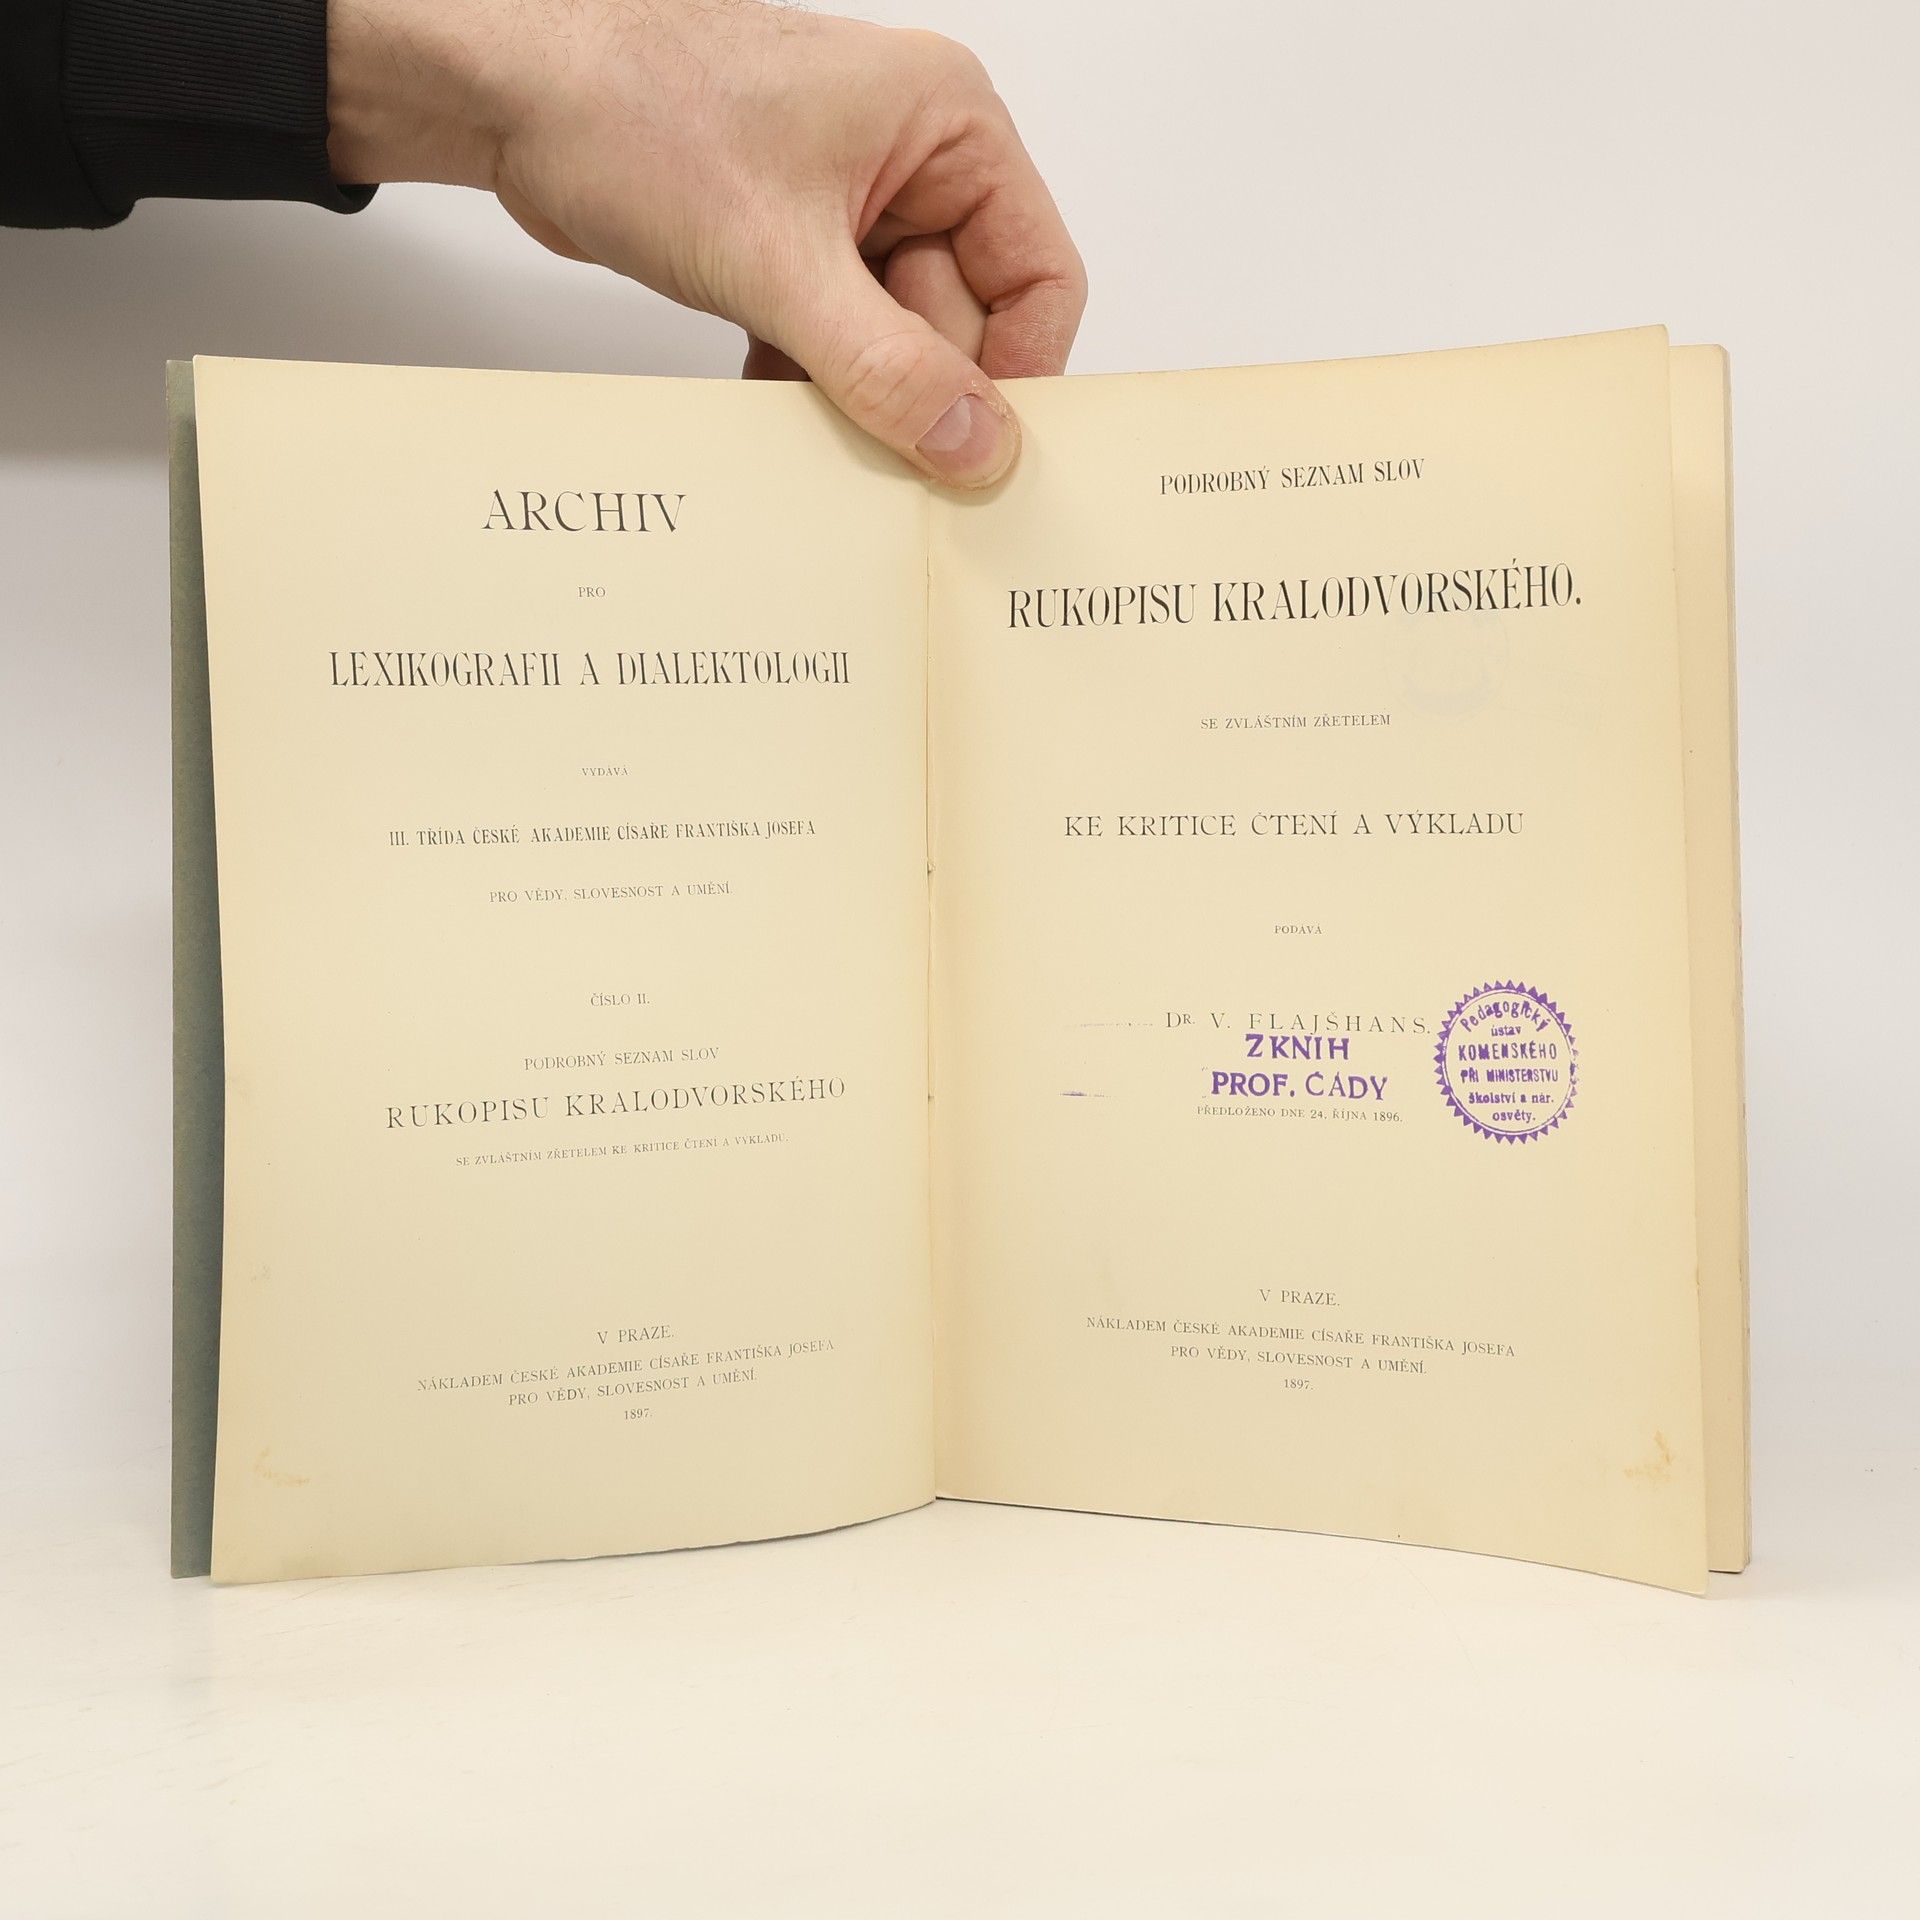 ARCHIV
PRO
LEXIKOGRAFII A DIALEKTOLOGII
VYDÁVÁ
III. TŘÍDA ČESKÉ AKADEMIE CÍSAŘE FRANTIŠKA JOSEFA
PRO VĚDY, SLOVESNOST A UMĚNÍ.
ČÍSLO II.
PODROBNÝ SEZNAM SLOV
RUKOPISU KRALODVORSKÉHO
SE ZVLÁŠTNÍM ZŘETELEM KE KRITICE ČTENÍ A VÝKLADU.
V PRAZE.
NÁKLADEM ČESKÉ AKADEMIE CÍSAŘE FRANTIŠKA JOSEFA
PRO VĚDY, SLOVESNOST A UMĚNÍ.
1897.
PODROBNÝ SEZNAM SLOV
RUKOPISU KRALODVORSKÉHO.
SE ZVLÁŠTNÍM ZŘETELEM
KE KRITICE ČTENÍ A VÝKLADU
PODÁVÁ
DR. V. FLAJŠHANS.
Z KNIH
PROF. ČÁDY
PŘEDLOŽENO DNE 24. ŘÍJNA 1896.
Pedagogický
ústav
KOMENSKÉHO
PŘI MINISTERSTVU
školství a nár.
osvěty.
V PRAZE.
NÁKLADEM ČESKÉ AKADEMIE CÍSAŘE FRANTIŠKA JOSEFA
PRO VĚDY, SLOVESNOST A UMĚNÍ.
1897.